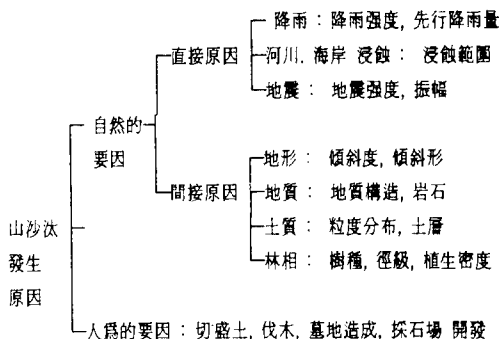 降雨 : 降雨强度, 先行降雨量
直接原因
河川. 海岸 浸蝕 : 浸蝕範圍
地震 : 地震强度, 振幅
自然的
要因
地形 : 傾斜度, 傾斜形
間接原因
地質 : 地質構造, 岩石
土質 : 粒度分布, 土層
林相 : 樹種, 徑級, 植生密度
山沙汰
發生
原因
人爲的要因 : 切盛土, 伐木, 墓地造成, 採石場 開發